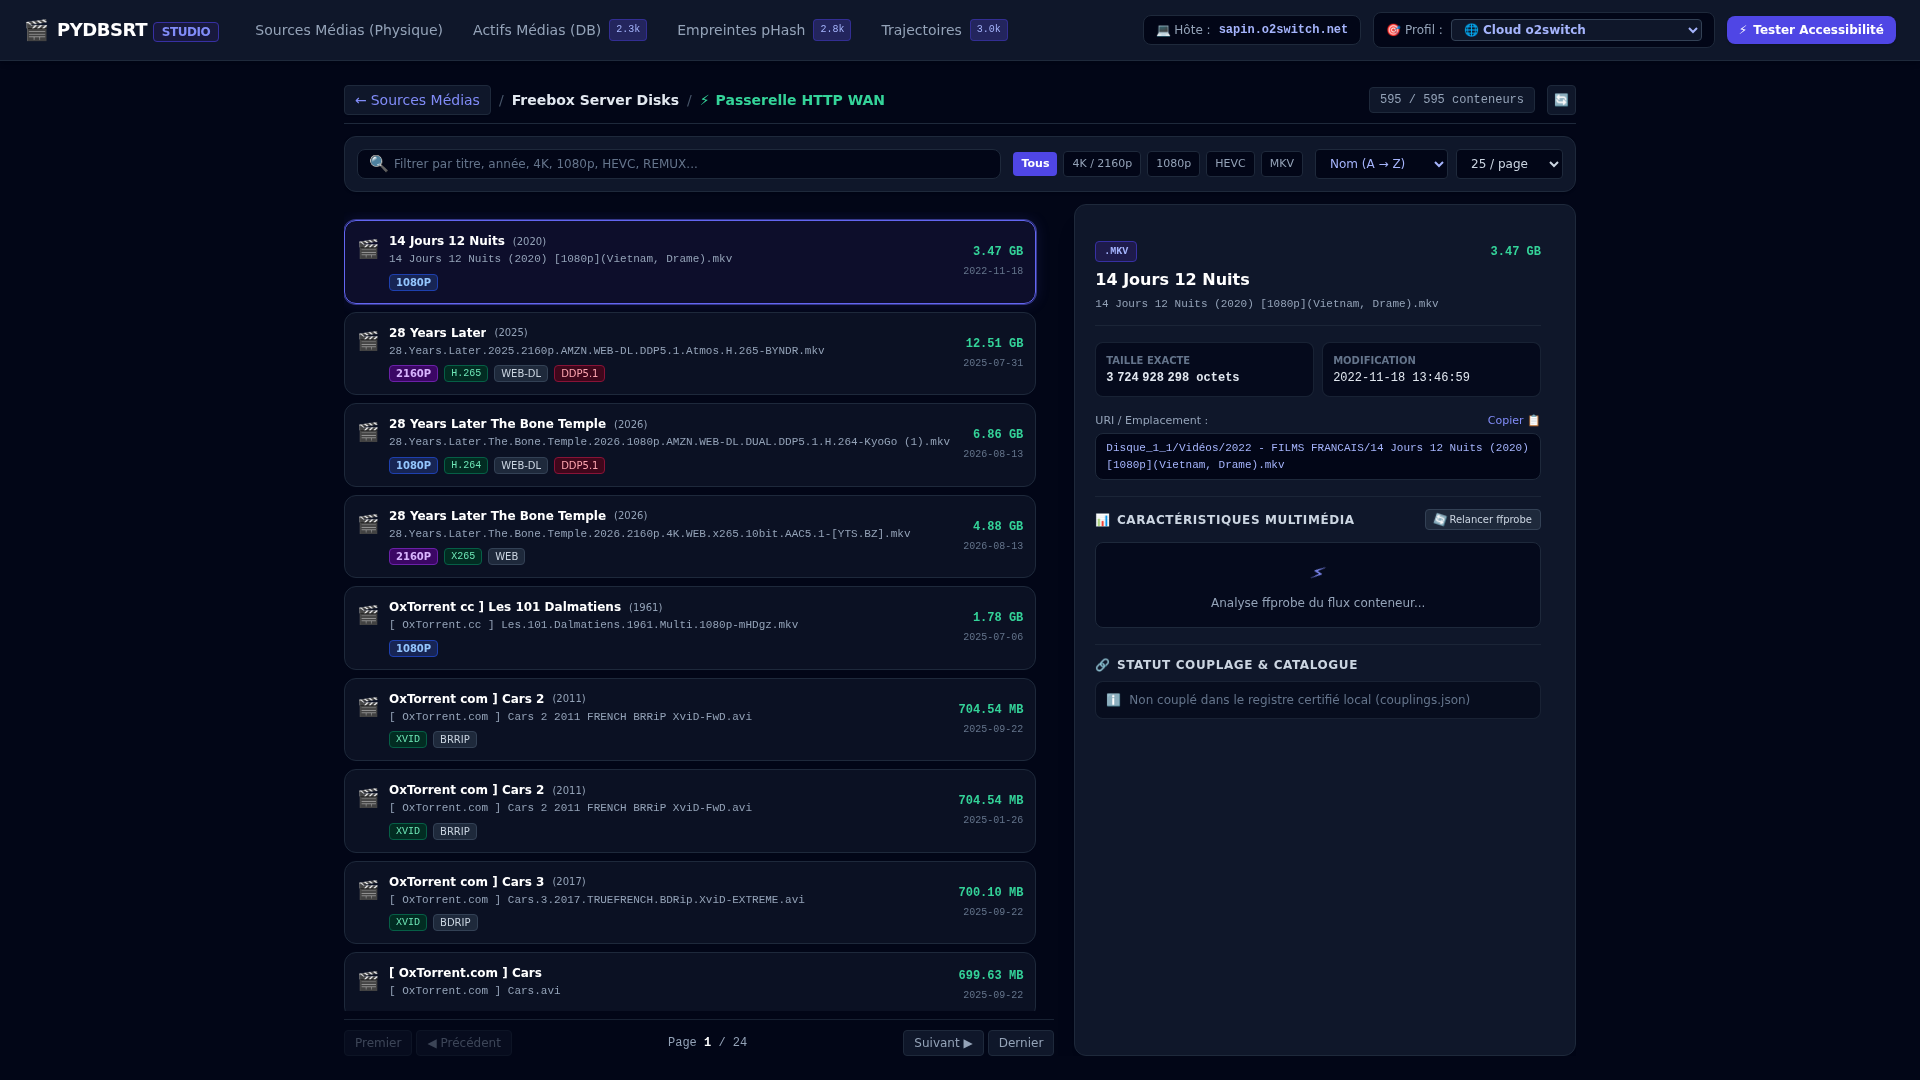 PYDBSRT STUDIO
Sources Médias (Physique)
Actifs Médias (DB) 2.3k
Empreintes pHash 2.8k
Trajectoires 3.0k
Hôte : sapin.o2switch.net
Profil : Cloud o2switch
⚡ Tester Accessibilité
← Sources Médias / Freebox Server Disks / ⚡ Passerelle HTTP WAN
595 / 595 conteneurs
Filtrer par titre, année, 4K, 1080p, HEVC, REMUX...
Tous
4K / 2160p
1080p
HEVC
MKV
Nom (A → Z)
25 / page
14 Jours 12 Nuits (2020)
14 Jours 12 Nuits (2020) [1080p](Vietnam, Drame).mkv
1080P
3.47 GB
2022-11-18
28 Years Later (2025)
28.Years.Later.2025.2160p.AMZN.WEB-DL.DDP5.1.Atmos.H.265-BYNDR.mkv
2160P H.265 WEB-DL DDP5.1
12.51 GB
2025-07-31
28 Years Later The Bone Temple (2026)
28.Years.Later.The.Bone.Temple.2026.1080p.AMZN.WEB-DL.DUAL.DDP5.1.H.264-KyoGo (1).mkv
1080P H.264 WEB-DL DDP5.1
6.86 GB
2026-08-13
28 Years Later The Bone Temple (2026)
28.Years.Later.The.Bone.Temple.2026.2160p.4K.WEB.x265.10bit.AAC5.1-[YTS.BZ].mkv
2160P X265 WEB
4.88 GB
2026-08-13
OxTorrent cc ] Les 101 Dalmatiens (1961)
[ OxTorrent.cc ] Les.101.Dalmatiens.1961.Multi.1080p-mHDgz.mkv
1080P
1.78 GB
2025-07-06
OxTorrent com ] Cars 2 (2011)
[ OxTorrent.com ] Cars 2 2011 FRENCH BRRiP XviD-FwD.avi
XVID BRRIP
704.54 MB
2025-09-22
OxTorrent com ] Cars 2 (2011)
[ OxTorrent.com ] Cars 2 2011 FRENCH BRRiP XviD-FwD.avi
XVID BRRIP
704.54 MB
2025-01-26
OxTorrent com ] Cars 3 (2017)
[ OxTorrent.com ] Cars.3.2017.TRUEFRENCH.BDRip.XviD-EXTREME.avi
XVID BDRIP
700.10 MB
2025-09-22
[ OxTorrent.com ] Cars
[ OxTorrent.com ] Cars.avi
699.63 MB
2025-09-22
Premier
◀ Précédent
Page 1 / 24
Suivant ▶
Dernier
.MKV
3.47 GB
14 Jours 12 Nuits
14 Jours 12 Nuits (2020) [1080p](Vietnam, Drame).mkv
TAILLE EXACTE
3 724 928 298 octets
MODIFICATION
2022-11-18 13:46:59
URI / Emplacement :
Copier
Disque_1_1/Vidéos/2022 - FILMS FRANCAIS/14 Jours 12 Nuits (2020)
[1080p](Vietnam, Drame).mkv
CARACTÉRISTIQUES MULTIMÉDIA
Relancer ffprobe
Analyse ffprobe du flux conteneur...
STATUT COUPLAGE & CATALOGUE
Non couplé dans le registre certifié local (couplings.json)